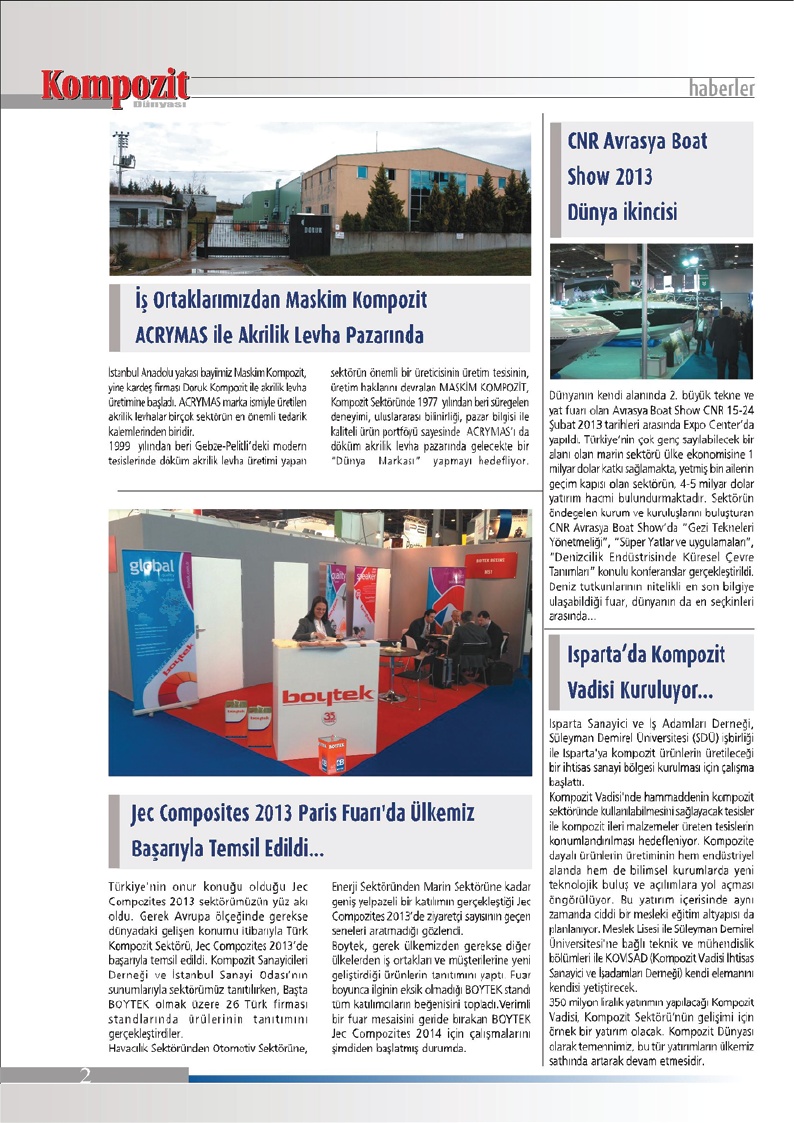 Kompozit
Dünyası
haberler
DORUK
İş Ortaklarımızdan Maskim Kompozit
ACRYMAS ile Akrilik Levha Pazarında
İstanbul Anadolu yakası bayimiz Maskim Kompozit,
yine kardeş firması Doruk Kompozit ile akrilik levha
üretimine başladı. ACRYMAS marka ismiyle üretilen
akrilik levhalar birçok sektörün en önemli tedarik
kalemlerinden biridir.
1999 yılından beri Gebze-Pelitli'deki modern
tesislerinde döküm akrilik levha üretimi yapan
sektörün önemli bir üreticisinin üretim tesisinin,
üretim haklarını devralan MASKİM KOMPOZİT,
Kompozit Sektöründe 1977 yılından beri süregelen
deneyimi, uluslararası bilinirliği, pazar bilgisi ile
kaliteli ürün portföyü sayesinde ACRYMAS'ı da
döküm akrilik levha pazarında gelecekte bir
“Dünya Markası” yapmayı hedefliyor.
global
boytek
quality
speaker
BOYTEK RESINS
boytek
35
BOYTEK
Jec Composites 2013 Paris Fuarı'da Ülkemiz
Başarıyla Temsil Edildi...
Türkiye'nin onur konuğu olduğu Jec
Compozites 2013 sektörümüzün yüz akı
oldu. Gerek Avrupa ölçeğinde gerekse
dünyadaki gelişen konumu itibarıyla Türk
Kompozit Sektörü, Jec Compozites 2013'de
başarıyla temsil edildi. Kompozit Sanayicileri
Derneği ve İstanbul Sanayi Odası'nın
sunumlarıyla sektörümüz tanıtılırken, Başta
BOYTEK olmak üzere 26 Türk firması
standlarında ürülerinin tanıtımını
gerçekleştirdiler.
Havacılık Sektöründen Otomotiv Sektörüne,
Enerji Sektöründen Marin Sektörüne kadar
geniş yelpazeli bir katılımın gerçekleştiği Jec
Compozites 2013'de ziyaretçi sayısının geçen
seneleri aratmadığı gözlendi.
Boytek, gerek ülkemizden gerekse diğer
ülkelerden iş ortakları ve müşterilerine yeni
geliştirdiği ürünlerin tanıtımını yaptı. Fuar
boyunca ilginin eksik olmadığı BOYTEK standı
tüm katılımcıların beğenisini topladı.Verimli
bir fuar mesaisini geride bırakan BOYTEK
Jec Compozites 2014 için çalışmalarını
şimdiden başlatmış durumda.
CNR Avrasya Boat
Show 2013
Dünya ikincisi
Dünyanın kendi alanında 2. büyük tekne ve
yat fuarı olan Avrasya Boat Show CNR 15-24
Şubat 2013 tarihleri arasında Expo Center'da
yapıldı. Türkiye'nin çok genç sayılabilecek bir
alanı olan marin sektörü ülke ekonomisine 1
milyar dolar katkı sağlamakta, yetmiş bin ailenin
geçim kapısı olan sektörün, 4-5 milyar dolar
yatırım hacmi bulundurmaktadır. Sektörün
öndegelen kurum ve kuruluşlarını buluşturan
CNR Avrasya Boat Show'da “Gezi Tekneleri
Yönetmeliği”, “Süper Yatlar ve uygulamaları”,
“Denizcilik Endüstrisinde Küresel Çevre
Tanımları” konulu konferanslar gerçekleştirildi.
Deniz tutkunlarının nitelikli en son bilgiye
ulaşabildiği fuar, dünyanın da en seçkinleri
arasında...
Isparta'da Kompozit
Vadisi Kuruluyor...
Isparta Sanayici ve İş Adamları Derneği,
Süleyman Demirel Üniversitesi (SDÜ) işbirliği
ile Isparta'ya kompozit ürünlerin üretileceği
bir ihtisas sanayi bölgesi kurulması için çalışma
başlattı.
Kompozit Vadisi'nde hammaddenin kompozit
sektöründe kullanılabilmesini sağlayacak tesisler
ile kompozit ileri malzemeler üreten tesislerin
konumlandırılması hedefleniyor. Kompozite
dayalı ürünlerin üretiminin hem endüstriyel
alanda hem de bilimsel kurumlarda yeni
teknolojik buluş ve açılımlara yol açması
öngörülüyor. Bu yatırım içerisinde aynı
zamanda ciddi bir mesleki eğitim altyapısı da
planlanıyor. Meslek Lisesi ile Süleyman Demirel
Üniversitesi'ne bağlı teknik ve mühendislik
bölümleri ile KOMSAD (Kompozit Vadisi İhtisas
Sanayici ve İşadamları Derneği) kendi elemanını
kendisi yetiştirecek.
350 milyon liralık yatırımın yapılacağı Kompozit
Vadisi, Kompozit Sektörü'nün gelişimi için
örnek bir yatırım olacak. Kompozit Dünyası
olarak temennimiz, bu tür yatırımların ülkemiz
sathında artarak devam etmesidir.
2